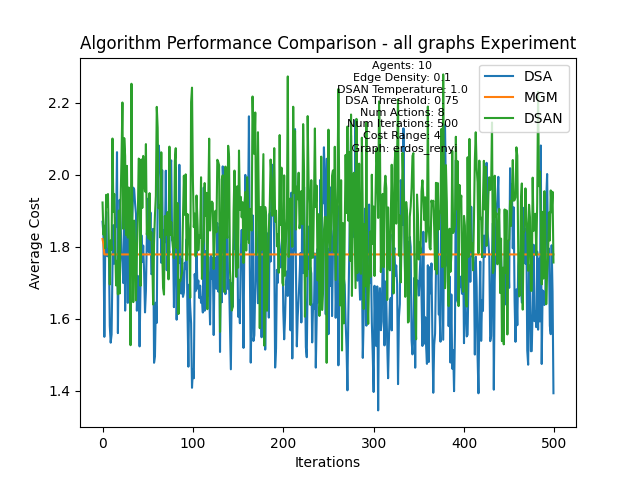 Algorithm Performance Comparison - all graphs Experiment
Agents: 10
Edge Density: 0.1
DSAN Temperature: 1.0
DSA Threshold: 0.75
Num Actions: 8
Num Iterations: 500
Cost Range: 4
Graph: erdos_renyi
DSA
MGM
DSAN
Average Cost
2.2
2.0
1.8
1.6
1.4
0
100
200
300
400
500
Iterations